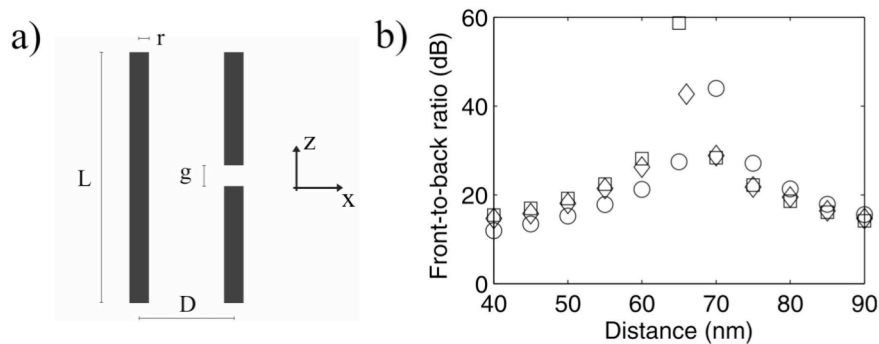 a)
r
L
g
z
x
D
b)
Front-to-back ratio (dB)
60
40
20
0
40 50 60 70 80 90
Distance (nm)